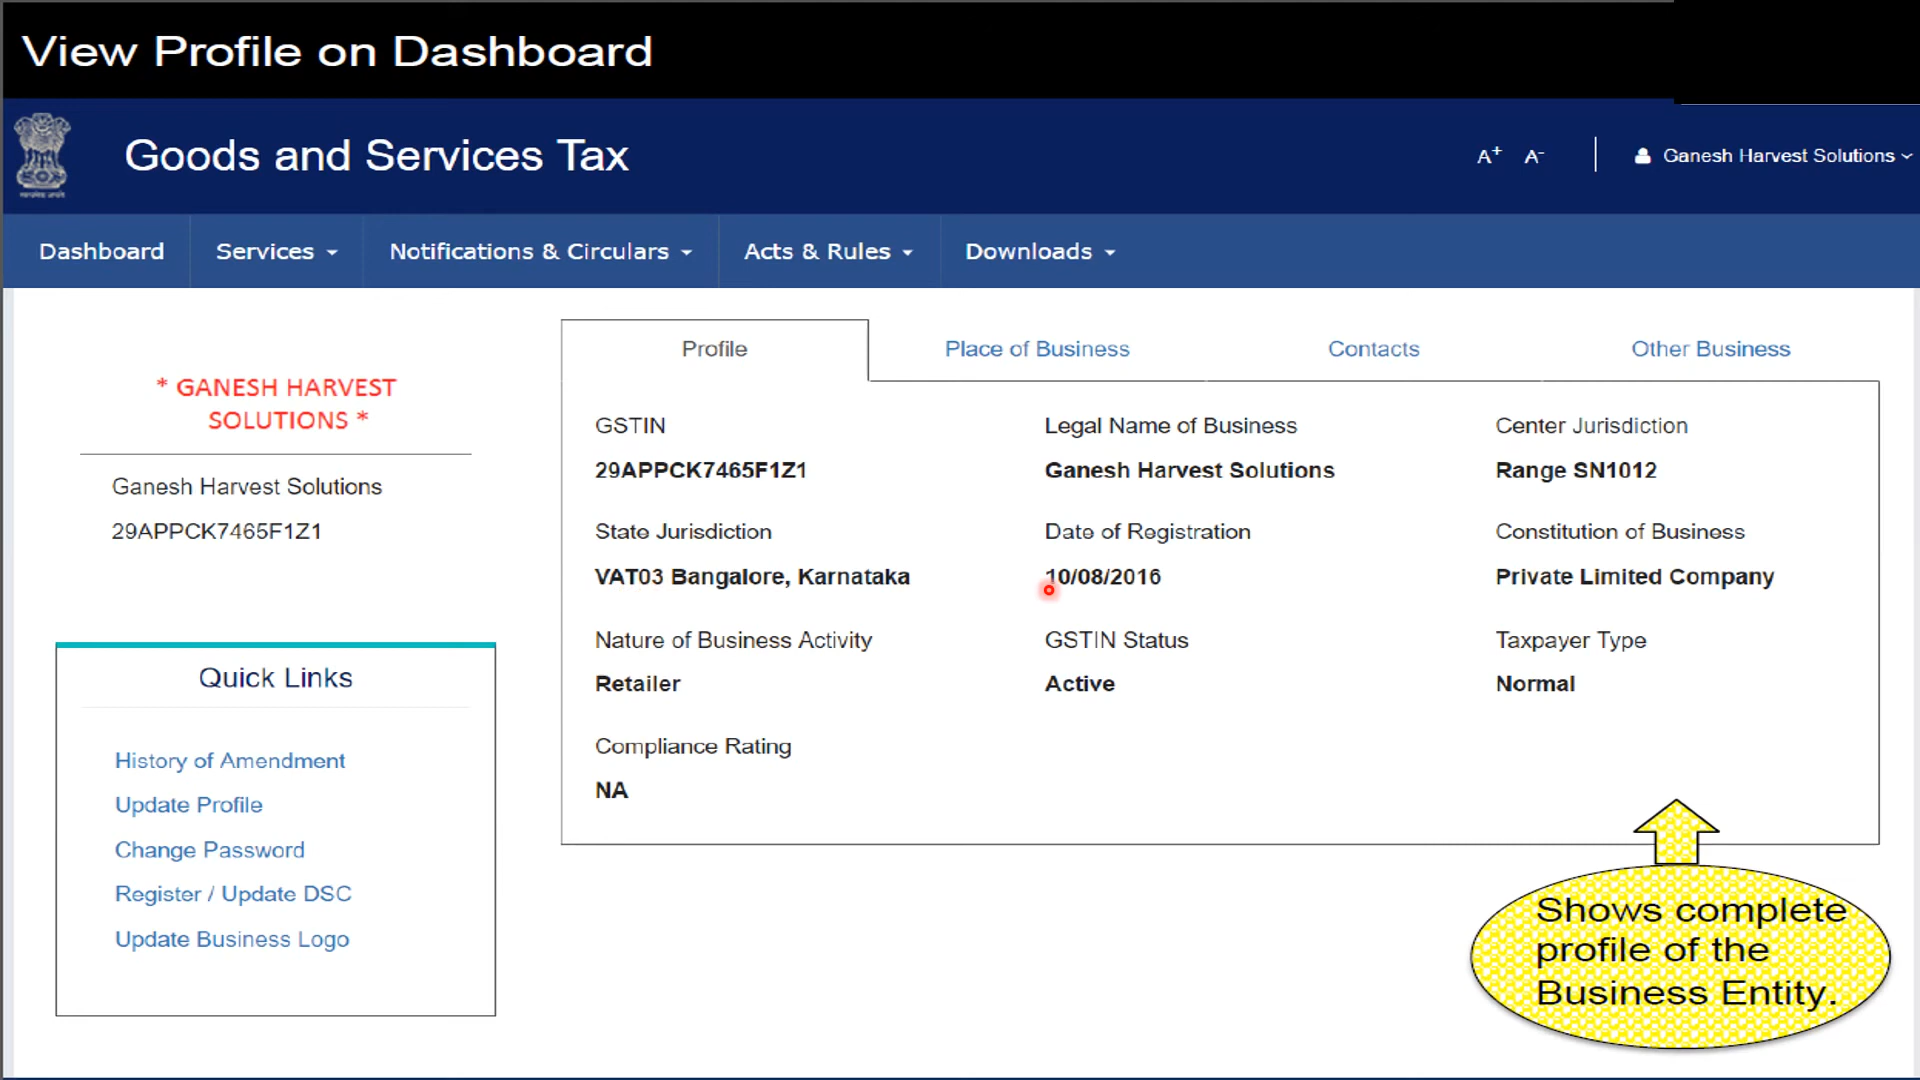 View Profile on Dashboard
Goods and Services Tax
A+ A-
Ganesh Harvest Solutions
Dashboard
Services
Notifications & Circulars
Acts & Rules
Downloads
* GANESH HARVEST
SOLUTIONS *
Ganesh Harvest Solutions
29APPCK7465F1Z1
Quick Links
History of Amendment
Update Profile
Change Password
Register / Update DSC
Update Business Logo
Profile
Place of Business
Contacts
Other Business
GSTIN
29APPCK7465F1Z1
Legal Name of Business
Ganesh Harvest Solutions
Center Jurisdiction
Range SN1012
State Jurisdiction
VAT03 Bangalore, Karnataka
Date of Registration
10/08/2016
Constitution of Business
Private Limited Company
Nature of Business Activity
Retailer
GSTIN Status
Active
Taxpayer Type
Normal
Compliance Rating
NA
Shows complete
profile of the
Business Entity.